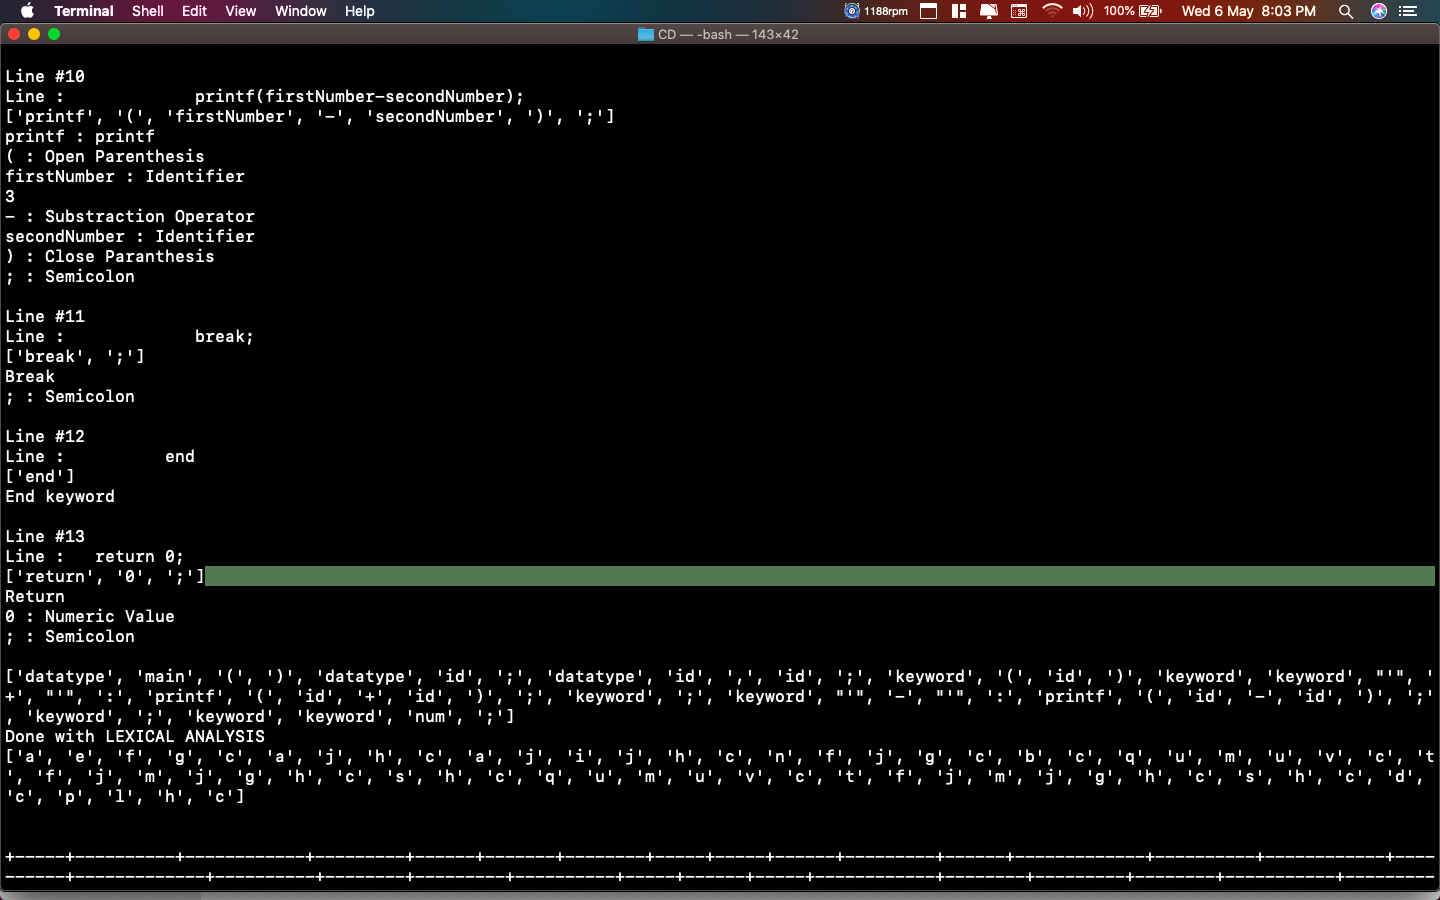 Terminal Shell Edit View Window Help 1188rpm 100% Wed 6 May 8:03 PM
CD — -bash — 143×42
Line #10
Line :             printf(firstNumber-secondNumber);
['printf', '(', 'firstNumber', '-', 'secondNumber', ')', ';']
printf : printf
( : Open Parenthesis
firstNumber : Identifier
3
- : Substraction Operator
secondNumber : Identifier
) : Close Paranthesis
; : Semicolon
Line #11
Line :             break;
['break', ';']
Break
; : Semicolon
Line #12
Line :          end
['end']
End keyword
Line #13
Line :   return 0;
['return', '0', ';']
Return
0 : Numeric Value
; : Semicolon
['datatype', 'main', '(', ')', 'datatype', 'id', ';', 'datatype', 'id', ',', 'id', ';', 'keyword', '(', 'id', ')', 'keyword', 'keyword', "'", '
+', "'", ':', 'printf', '(', 'id', '+', 'id', ')', ';', 'keyword', ';', 'keyword', "'", '-', "'", ':', 'printf', '(', 'id', '-', 'id', ')', ';'
, 'keyword', ';', 'keyword', 'keyword', 'num', ';']
Done with LEXICAL ANALYSIS
['a', 'e', 'f', 'g', 'c', 'a', 'j', 'h', 'c', 'a', 'j', 'i', 'j', 'h', 'c', 'n', 'f', 'j', 'g', 'c', 'b', 'c', 'q', 'u', 'm', 'u', 'v', 'c', 't
', 'f', 'j', 'm', 'j', 'g', 'h', 'c', 's', 'h', 'c', 'q', 'u', 'm', 'u', 'v', 'c', 't', 'f', 'j', 'm', 'j', 'g', 'h', 'c', 's', 'h', 'c', 'd', 
'c', 'p', 'l', 'h', 'c']
+-----+----------+------------+---------+------+-------+--------+-----+-----+------+---------+------+-------------+----------+------------+----
------+-------------+---------+--------+---------+----------+-----+------+-----+------------+--------+---------+--------+-----------+---------